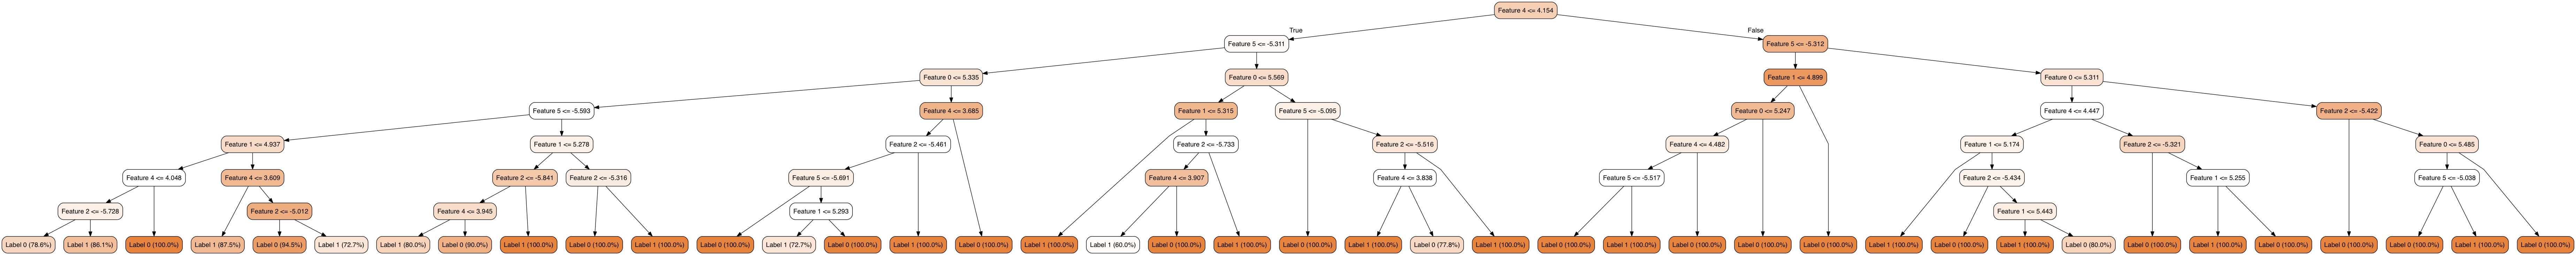 Feature 4 <= 4.154
True
False
Feature 5 <= -5.311
Feature 5 <= -5.312
Feature 0 <= 5.335
Feature 0 <= 5.569
Feature 1 <= 4.899
Feature 0 <= 5.311
Feature 5 <= -5.593
Feature 4 <= 3.685
Feature 1 <= 5.315
Feature 5 <= -5.095
Feature 0 <= 5.247
Feature 4 <= 4.447
Feature 2 <= -5.422
Feature 1 <= 4.937
Feature 1 <= 5.278
Feature 2 <= -5.461
Feature 2 <= -5.733
Feature 2 <= -5.516
Feature 4 <= 4.482
Feature 1 <= 5.174
Feature 2 <= -5.321
Feature 0 <= 5.485
Feature 4 <= 4.048
Feature 4 <= 3.609
Feature 2 <= -5.841
Feature 2 <= -5.316
Feature 5 <= -5.691
Feature 4 <= 3.907
Feature 4 <= 3.838
Feature 5 <= -5.517
Feature 2 <= -5.434
Feature 1 <= 5.255
Feature 5 <= -5.038
Feature 2 <= -5.728
Feature 2 <= -5.012
Feature 4 <= 3.945
Feature 1 <= 5.293
Feature 1 <= 5.443
Label 0 (78.6%)
Label 1 (86.1%)
Label 0 (100.0%)
Label 1 (87.5%)
Label 0 (94.5%)
Label 1 (72.7%)
Label 1 (80.0%)
Label 0 (90.0%)
Label 1 (100.0%)
Label 0 (100.0%)
Label 1 (100.0%)
Label 0 (100.0%)
Label 1 (72.7%)
Label 0 (100.0%)
Label 1 (100.0%)
Label 0 (100.0%)
Label 1 (100.0%)
Label 1 (60.0%)
Label 0 (100.0%)
Label 1 (100.0%)
Label 0 (100.0%)
Label 1 (100.0%)
Label 0 (77.8%)
Label 1 (100.0%)
Label 0 (100.0%)
Label 1 (100.0%)
Label 0 (100.0%)
Label 0 (100.0%)
Label 0 (100.0%)
Label 1 (100.0%)
Label 0 (100.0%)
Label 1 (100.0%)
Label 0 (80.0%)
Label 0 (100.0%)
Label 1 (100.0%)
Label 0 (100.0%)
Label 0 (100.0%)
Label 0 (100.0%)
Label 1 (100.0%)
Label 0 (100.0%)